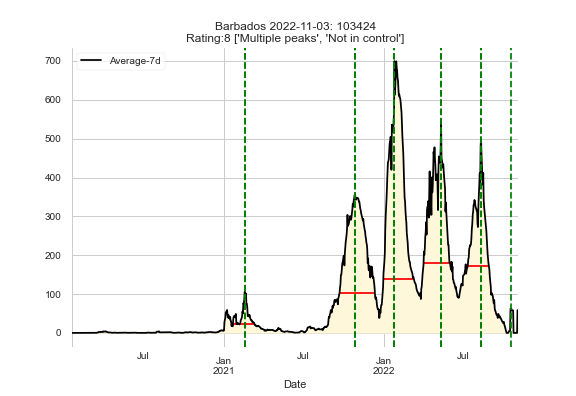 Barbados 2022-11-03: 103424
Rating:8 ['Multiple peaks', 'Not in control']
Average-7d
700
600
500
400
300
200
100
0
Jul
Jan
2021
Jul
Jan
2022
Jul
Date